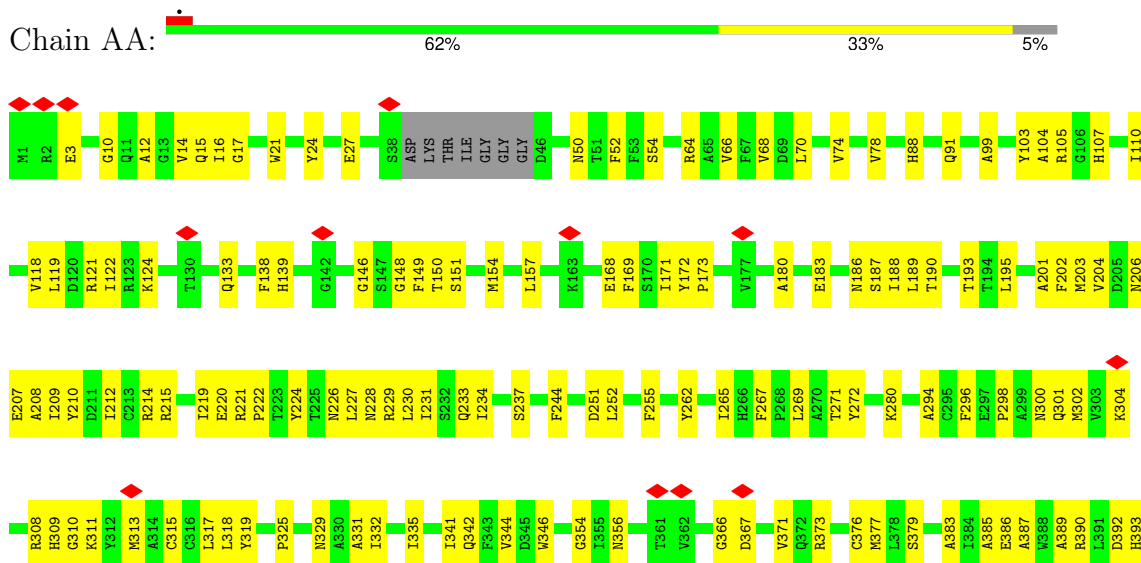 Chain AA:
62% 33% 5%
M1 R2 E3 G10 Q11 A12 G13 V14 Q15 I16 G17 W21 Y24 E27 S38 ASP LYS THR ILE GLY GLY GLY D46 N50 T51 F52 F53 S54 R64 A65 V66 F67 V68 D69 L70 V74 V78 H88 Q91 A99 Y103 A104 R105 G106 H107 I110
V118 L119 D120 R121 I122 R123 K124 T130 Q133 F138 H139 G142 G146 S147 G148 F149 T150 S151 M154 L157 K163 E168 F169 S170 I171 Y172 P173 V177 A180 E183 N186 S187 I188 L189 T190 T193 T194 L195 A201 F202 M203 V204 D205 N206
E207 A208 I209 Y210 D211 I212 C213 R214 R215 I219 E220 R221 P222 T223 Y224 T225 N226 L227 N228 R229 L230 I231 S232 Q233 I234 S237 F244 D251 L252 F255 Y262 I265 H266 F267 P268 L269 A270 T271 Y272 K280 A294 C295 F296 E297 P298 A299 N300 Q301 M302 V303 K304
R308 H309 G310 K311 Y312 M313 A314 C315 C316 L317 L318 Y319 P325 N329 A330 A331 I332 I335 I341 Q342 F343 V344 D345 W346 G354 I355 N356 T361 V362 G366 D367 V371 Q372 R373 C376 M377 L378 S379 A383 I384 A385 E386 A387 W388 A389 R390 L391 D392 H393